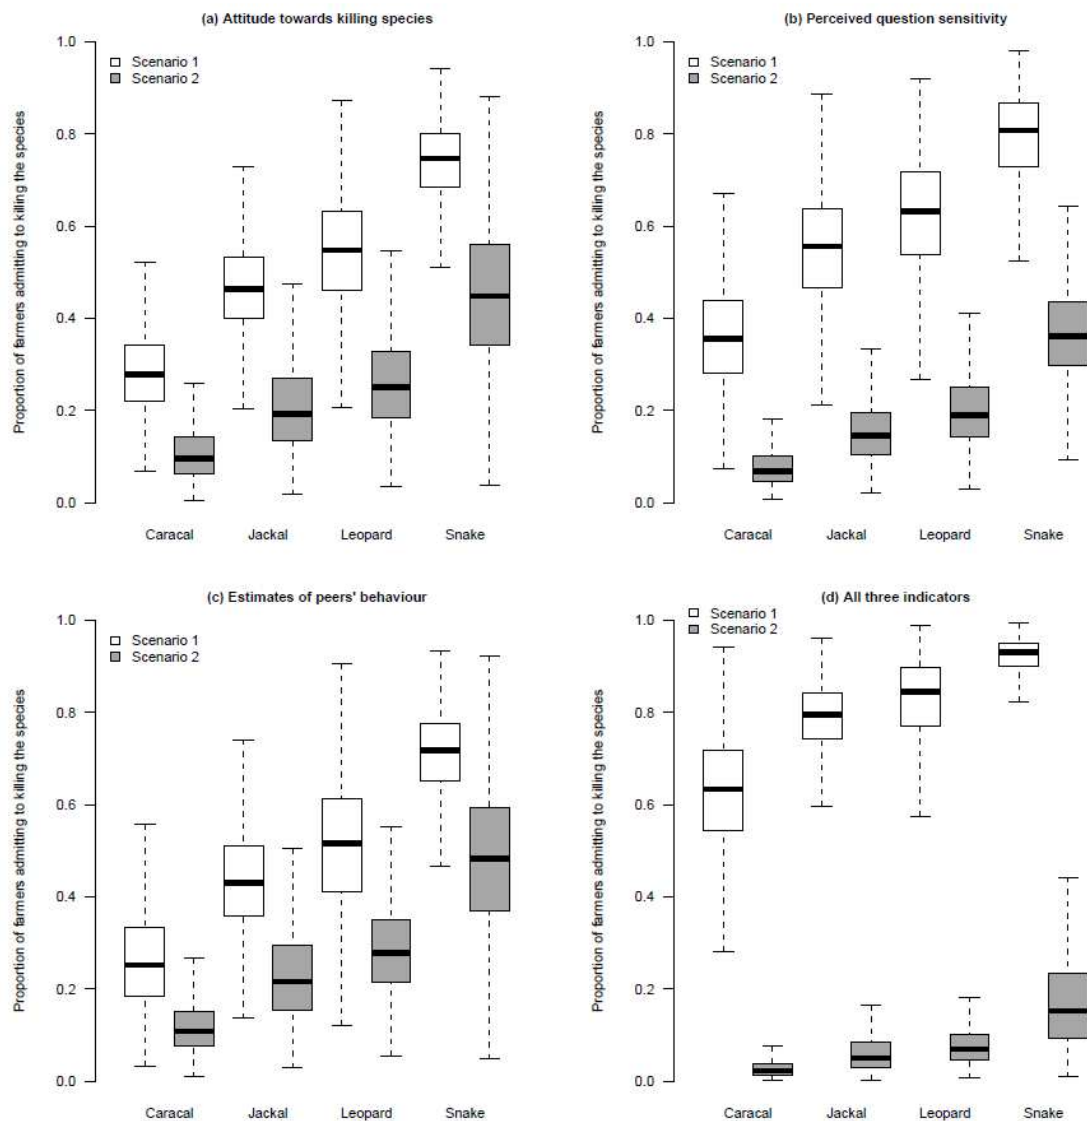 (a) Attitude towards killing species
Scenario 1
Scenario 2
Proportion of farmers admitting to killing the species
1.0
0.8
0.6
0.4
0.2
0.0
Caracal Jackal Leopard Snake
(b) Perceived question sensitivity
Scenario 1
Scenario 2
Proportion of farmers admitting to killing the species
1.0
0.8
0.6
0.4
0.2
0.0
Caracal Jackal Leopard Snake
(c) Estimates of peers' behaviour
Scenario 1
Scenario 2
Proportion of farmers admitting to killing the species
1.0
0.8
0.6
0.4
0.2
0.0
Caracal Jackal Leopard Snake
(d) All three indicators
Scenario 1
Scenario 2
Proportion of farmers admitting to killing the species
1.0
0.8
0.6
0.4
0.2
0.0
Caracal Jackal Leopard Snake